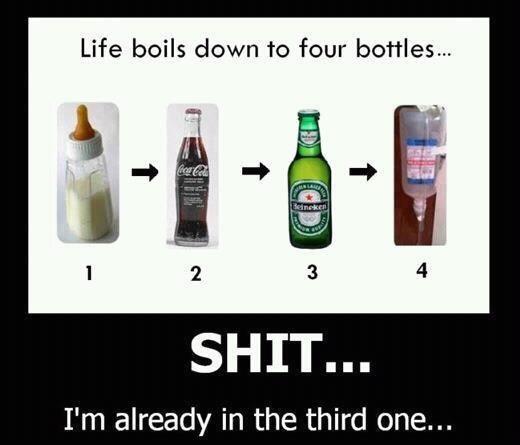 Life boils down to four bottles...
Coca-Cola
Heineken
1
2
3
4
SHIT...
I'm already in the third one...